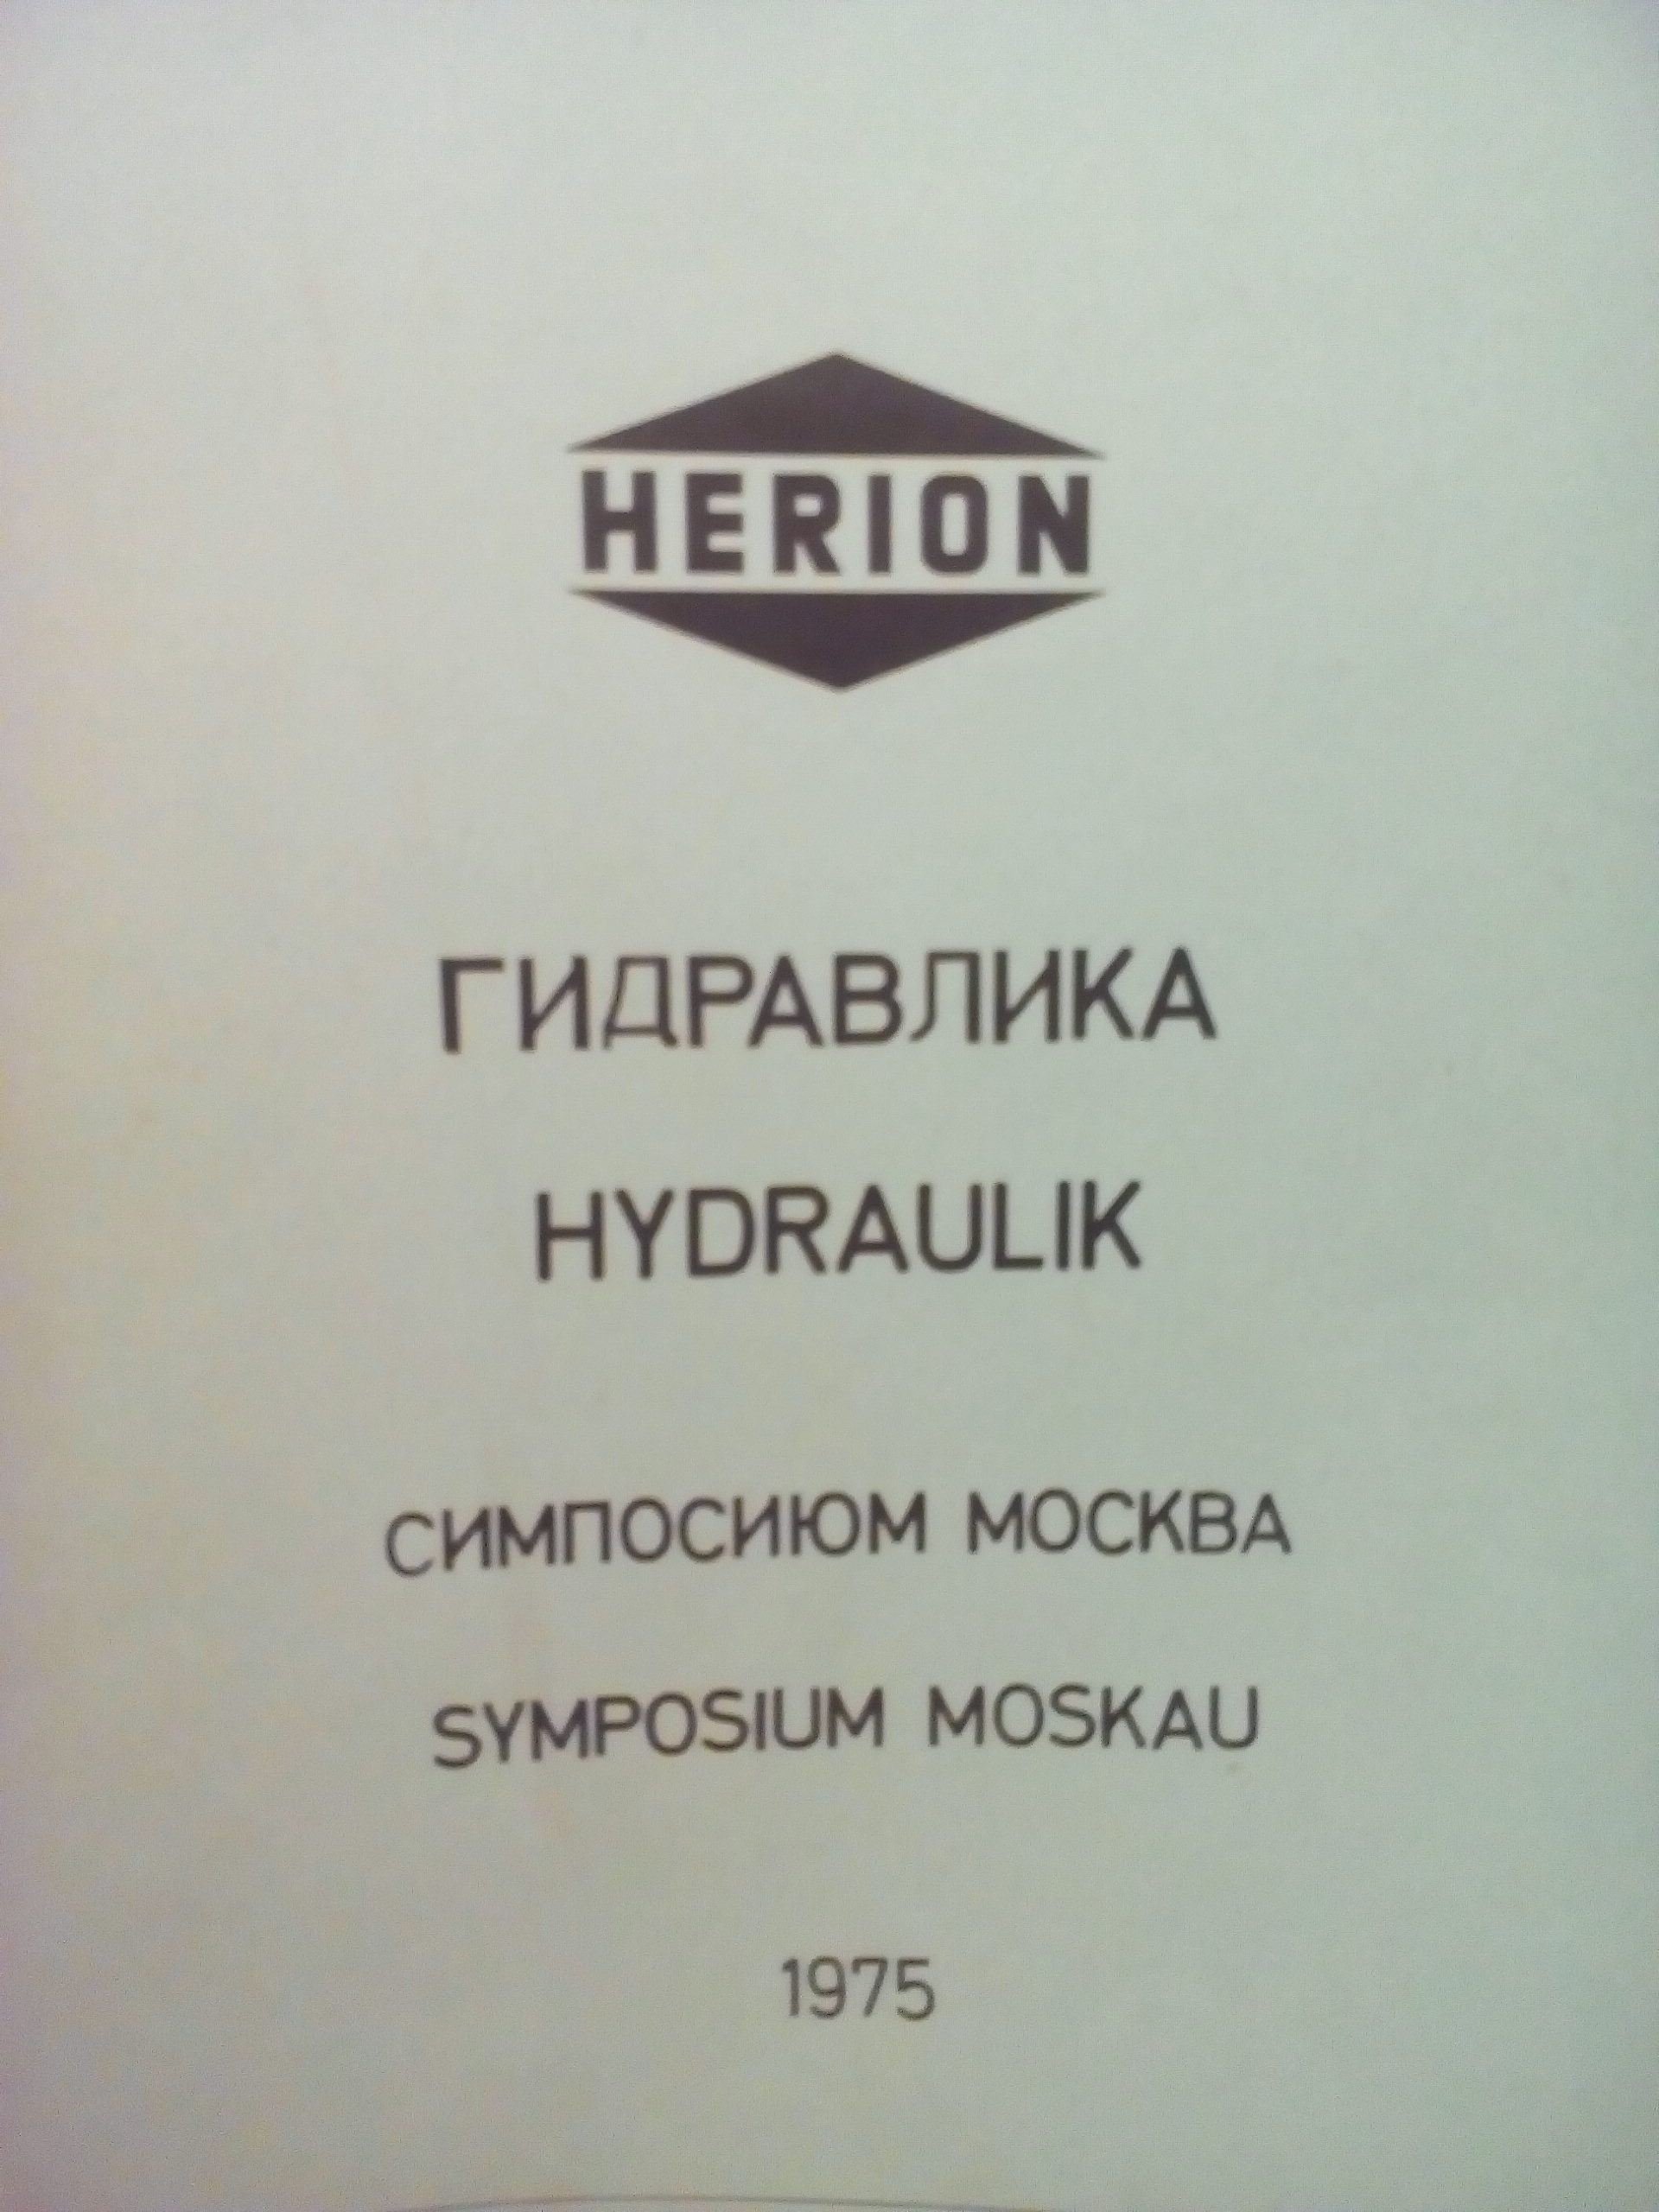 HERION
ГИДРАВЛИКА
HYDRAULIK
СИМПОСИЮМ МОСКВА
SYMPOSIUM MOSKAU
1975